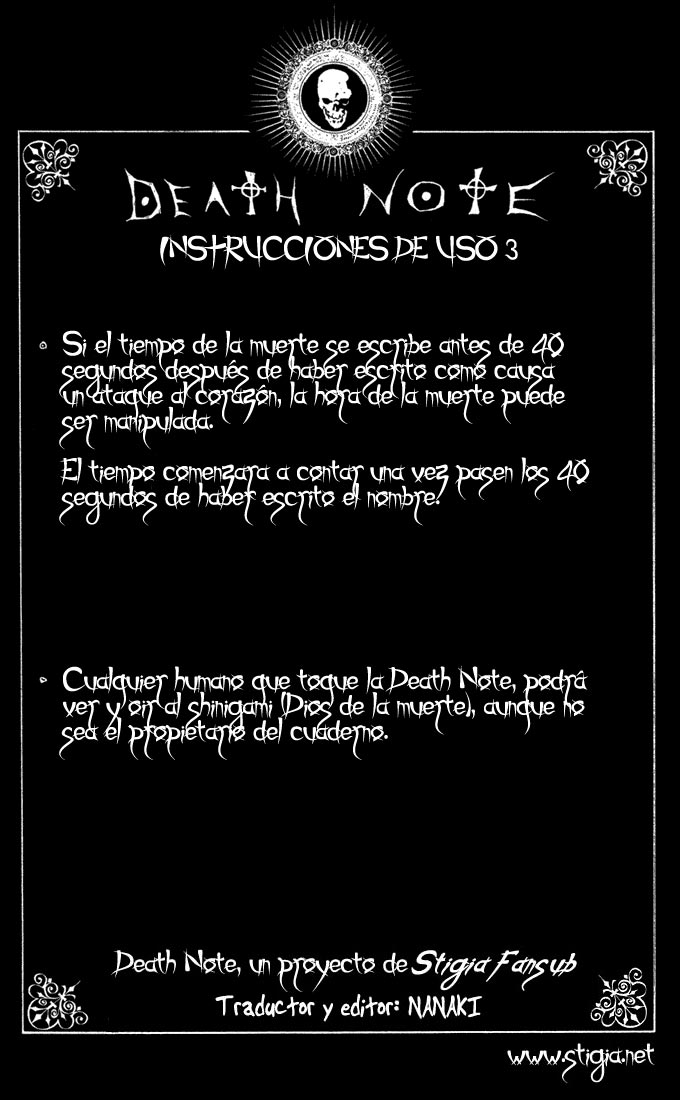 DEATH NOTE
INSTRUCCIONES DE USO 3
Si el tiempo de la muerte se escribe antes de 40
segundos después de haber escrito como causa
un ataque al corazón, la hora de la muerte puede
ser manipulada.
El tiempo comenzara a contar una vez pasen los 40
segundos de haber escrito el nombre.
Cualquier humano que toque la Death Note, podrá
ver y oir al shinigami (Dios de la muerte), aunque no
sea el propietario del cuaderno.
Death Note, un proyecto de Stigia Fansub
Traductor y editor: NANAKI
www.stigia.net